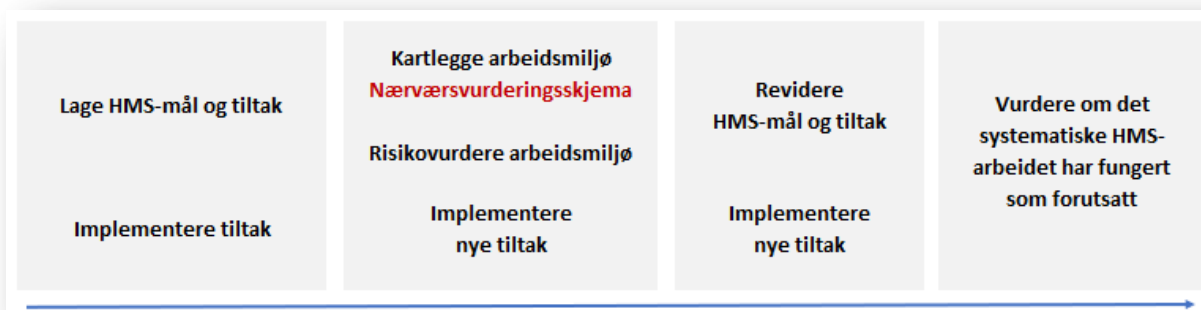 Lage HMS-mål og tiltak
Implementere tiltak
Kartlegge arbeidsmiljø
Nærværsvurderingsskjema
Risikovurdere arbeidsmiljø
Implementere
nye tiltak
Revidere
HMS-mål og tiltak
Implementere
nye tiltak
Vurdere om det
systematiske HMS-
arbeidet har fungert
som forutsatt